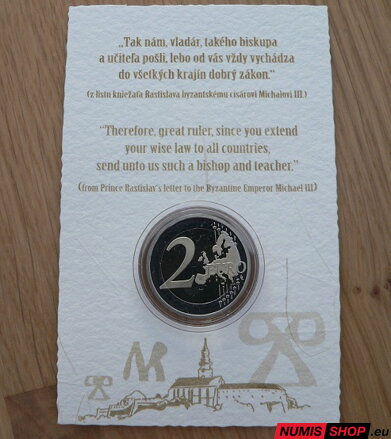 „Tak nám, vladár, takého biskupa
a učiteľa pošli, lebo od vás vždy vychádza
do všetkých krajín dobrý zákon.“
(z listu kniežaťa Rastislava byzantskému cisárovi Michalovi III.)
“Therefore, great ruler, since you extend
your wise law to all countries,
send unto us such a bishop and teacher.”
(from Prince Rastislav's letter to the Byzantine Emperor Michael III)
2
NUMIS SHOP.eu